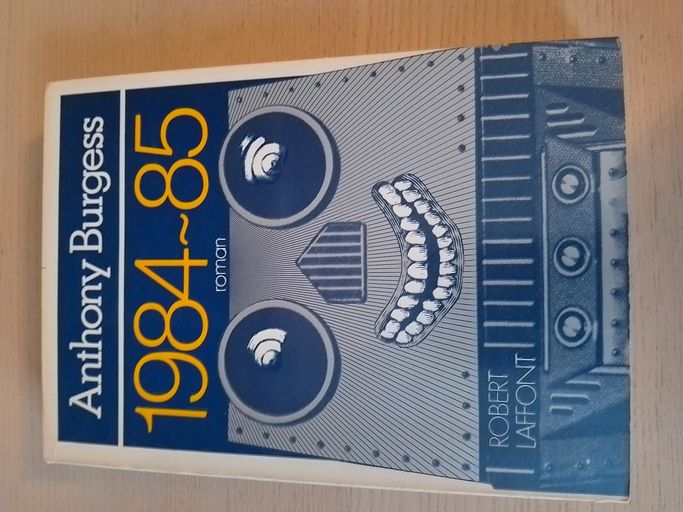 Anthony Burgess
1984~85
roman
ROBERT
LAFFONT